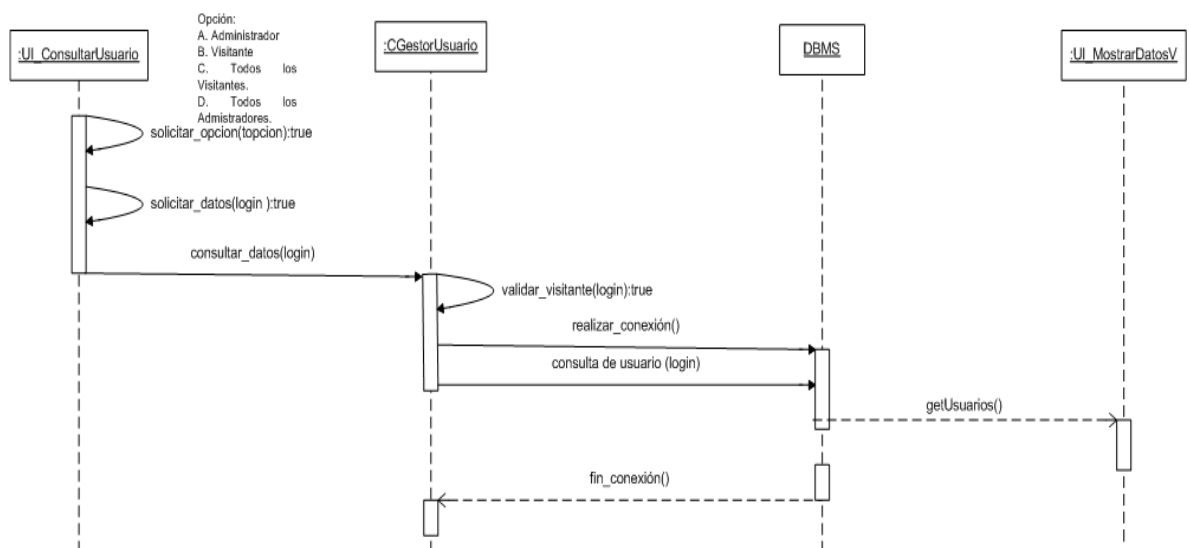 Opción:
A. Administrador
B. Visitante
C. Todos los
Visitantes.
D. Todos los
Admistradores.
:UI_ConsultarUsuario
:CGestorUsuario
DBMS
:UI_MostrarDatosV
solicitar_opcion(topcion):true
solicitar_datos(login ):true
consultar_datos(login)
validar_visitante(login):true
realizar_conexión()
consulta de usuario (login)
getUsuarios()
fin_conexión()